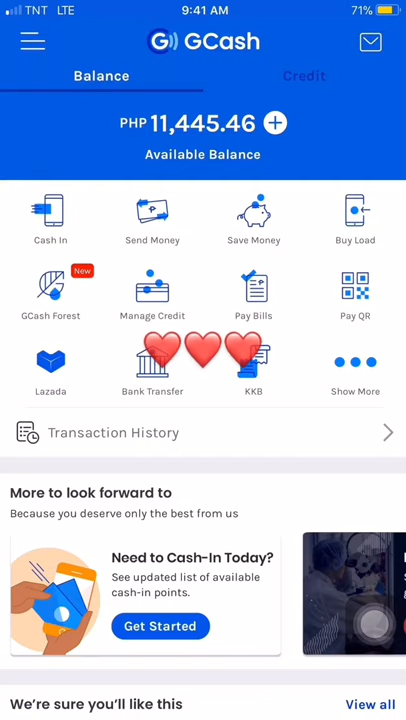 TNT LTE 9:41 AM 71%
GCash
Balance Credit
PHP 11,445.46
Available Balance
Cash In Send Money Save Money Buy Load
New
GCash Forest Manage Credit Pay Bills Pay QR
Lazada Bank Transfer KKB Show More
Transaction History
More to look forward to
Because you deserve only the best from us
Need to Cash-In Today?
See updated list of available
cash-in points.
Get Started
We're sure you'll like this View all